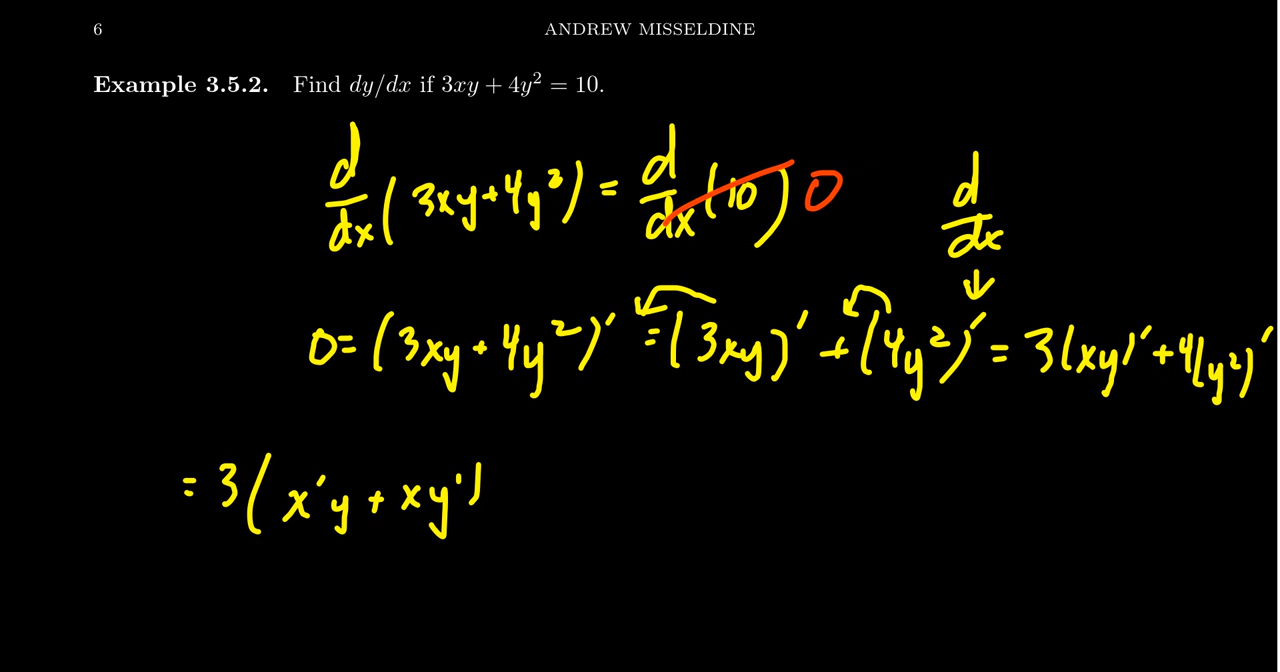 6 ANDREW MISSELDINE
Example 3.5.2. Find dy/dx if 3xy + 4y² = 10.
d/dx (3xy + 4y²) = d/dx (10) 0 d/dx
0 = (3xy + 4y²)′ = (3xy)′ + (4y²)′ = 3(xy)′ + 4(y²)′
= 3(x′y + xy′)